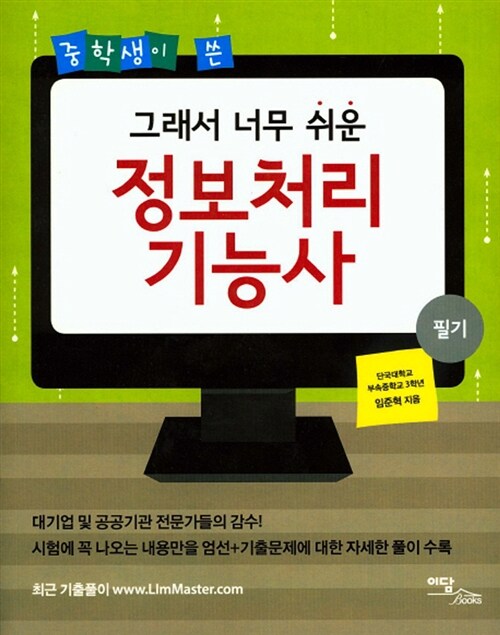 중학생이 쓴
그래서 너무 쉬운
정보처리
기능사
필기
단국대학교
부속중학교 3학년
임준혁 지음
대기업 및 공공기관 전문가들의 감수!
시험에 꼭 나오는 내용만을 엄선+기출문제에 대한 자세한 풀이 수록
최근 기출풀이 www.LImMaster.com
이담
Books